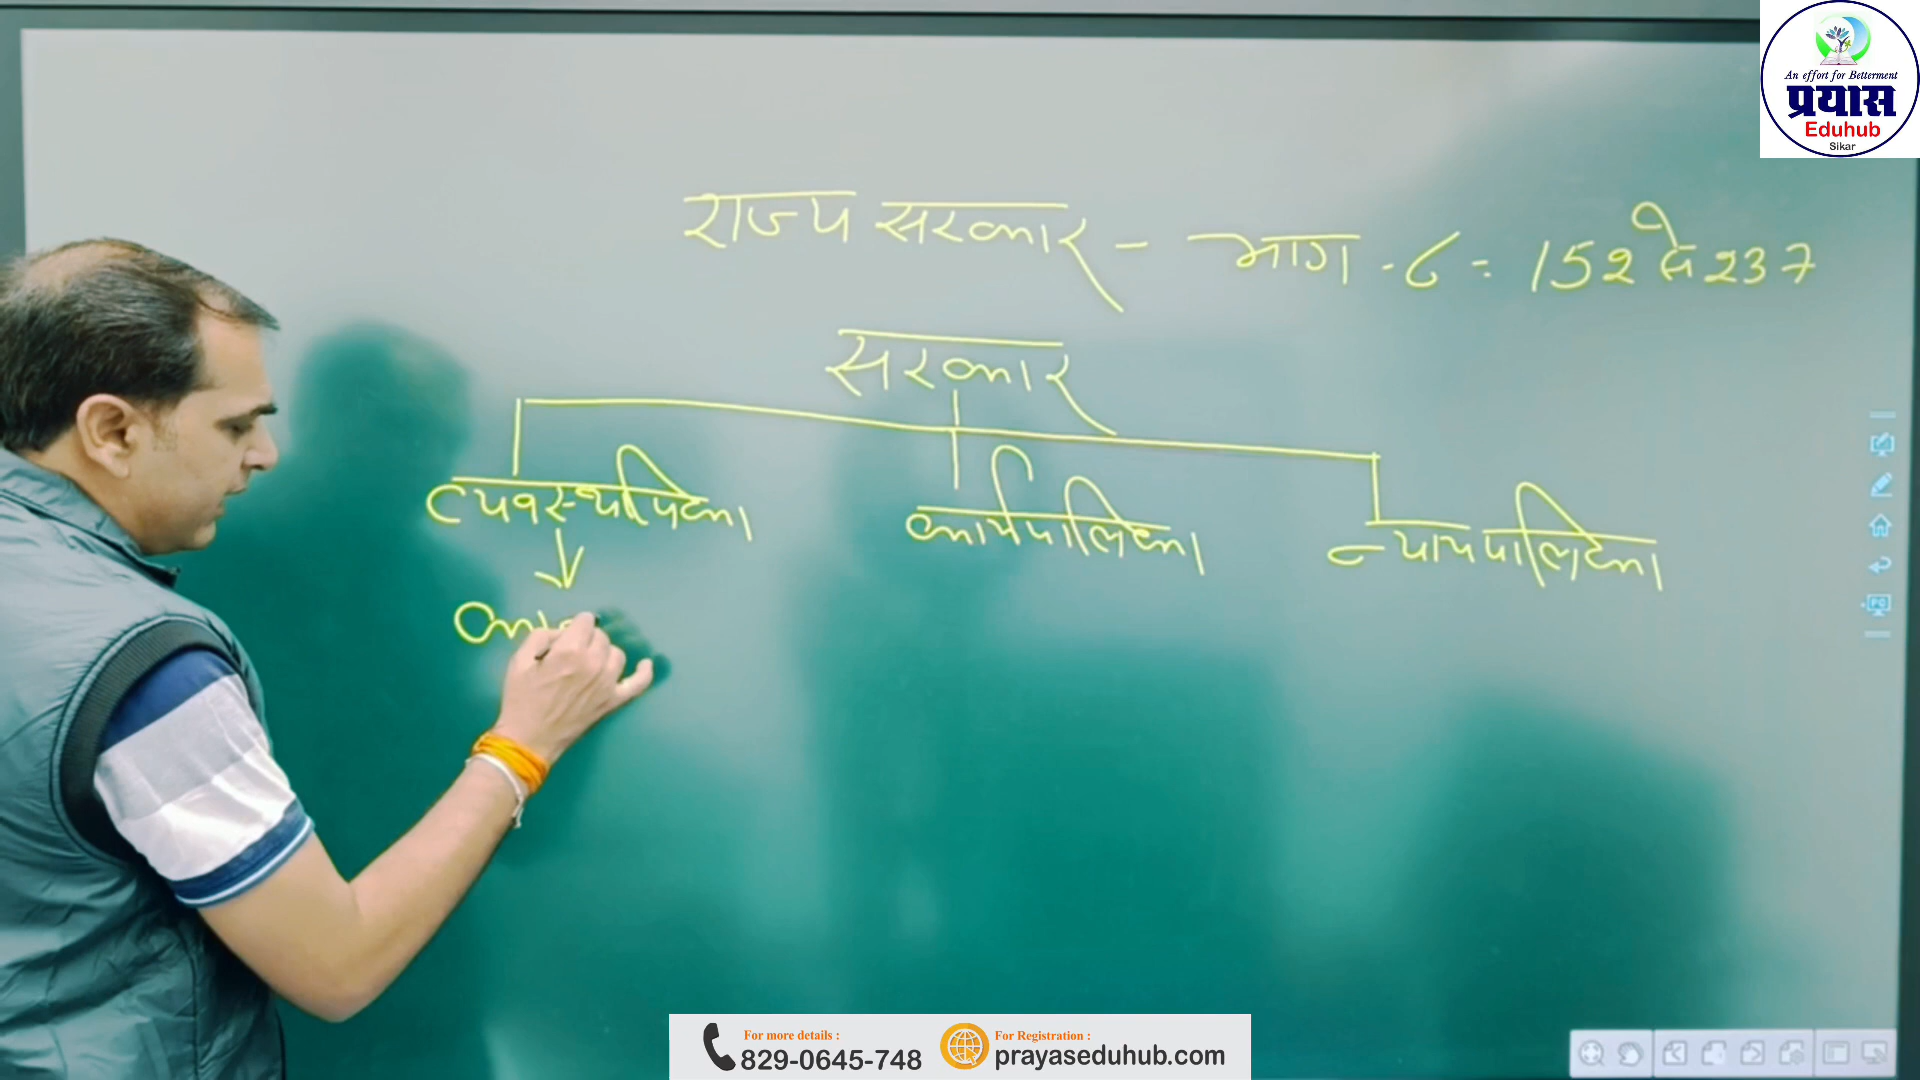 An effort for Betterment
प्रयास
Eduhub
Sikar
राज्य सरकार - भाग - 6 = 152 से 237
सरकार
व्यवस्थापिका कार्यपालिका न्यायपालिका
For more details :
829-0645-748
For Registration :
prayaseduhub.com